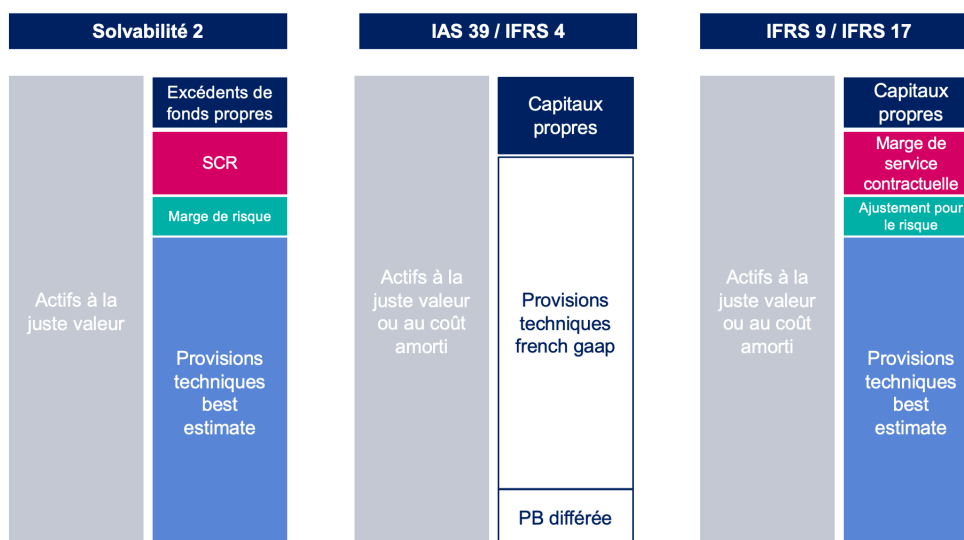 Solvabilité 2
Actifs à la
juste valeur
Excédents de
fonds propres
SCR
Marge de risque
Provisions
techniques
best
estimate
IAS 39 / IFRS 4
Actifs à la
juste valeur
ou au coût
amorti
Capitaux
propres
Provisions
techniques
french gaap
PB différée
IFRS 9 / IFRS 17
Actifs à la
juste valeur
ou au coût
amorti
Capitaux
propres
Marge de
service
contractuelle
Ajustement pour
le risque
Provisions
techniques
best
estimate